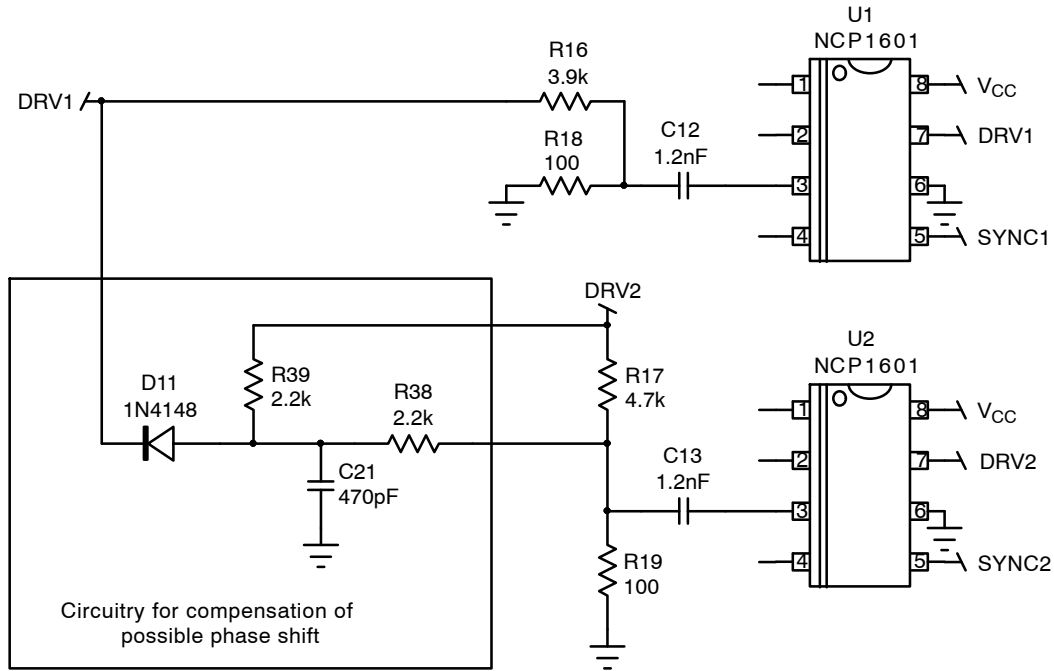 U1
NCP1601
R16
3.9k
DRV1
1
8
VCC
C12
1.2nF
R18
100
2
7
DRV1
3
6
4
5
SYNC1
DRV2
U2
NCP1601
R39
2.2k
R38
2.2k
R17
4.7k
D11
1N4148
1
8
VCC
C21
470pF
C13
1.2nF
2
7
DRV2
3
6
R19
100
4
5
SYNC2
Circuitry for compensation of
possible phase shift